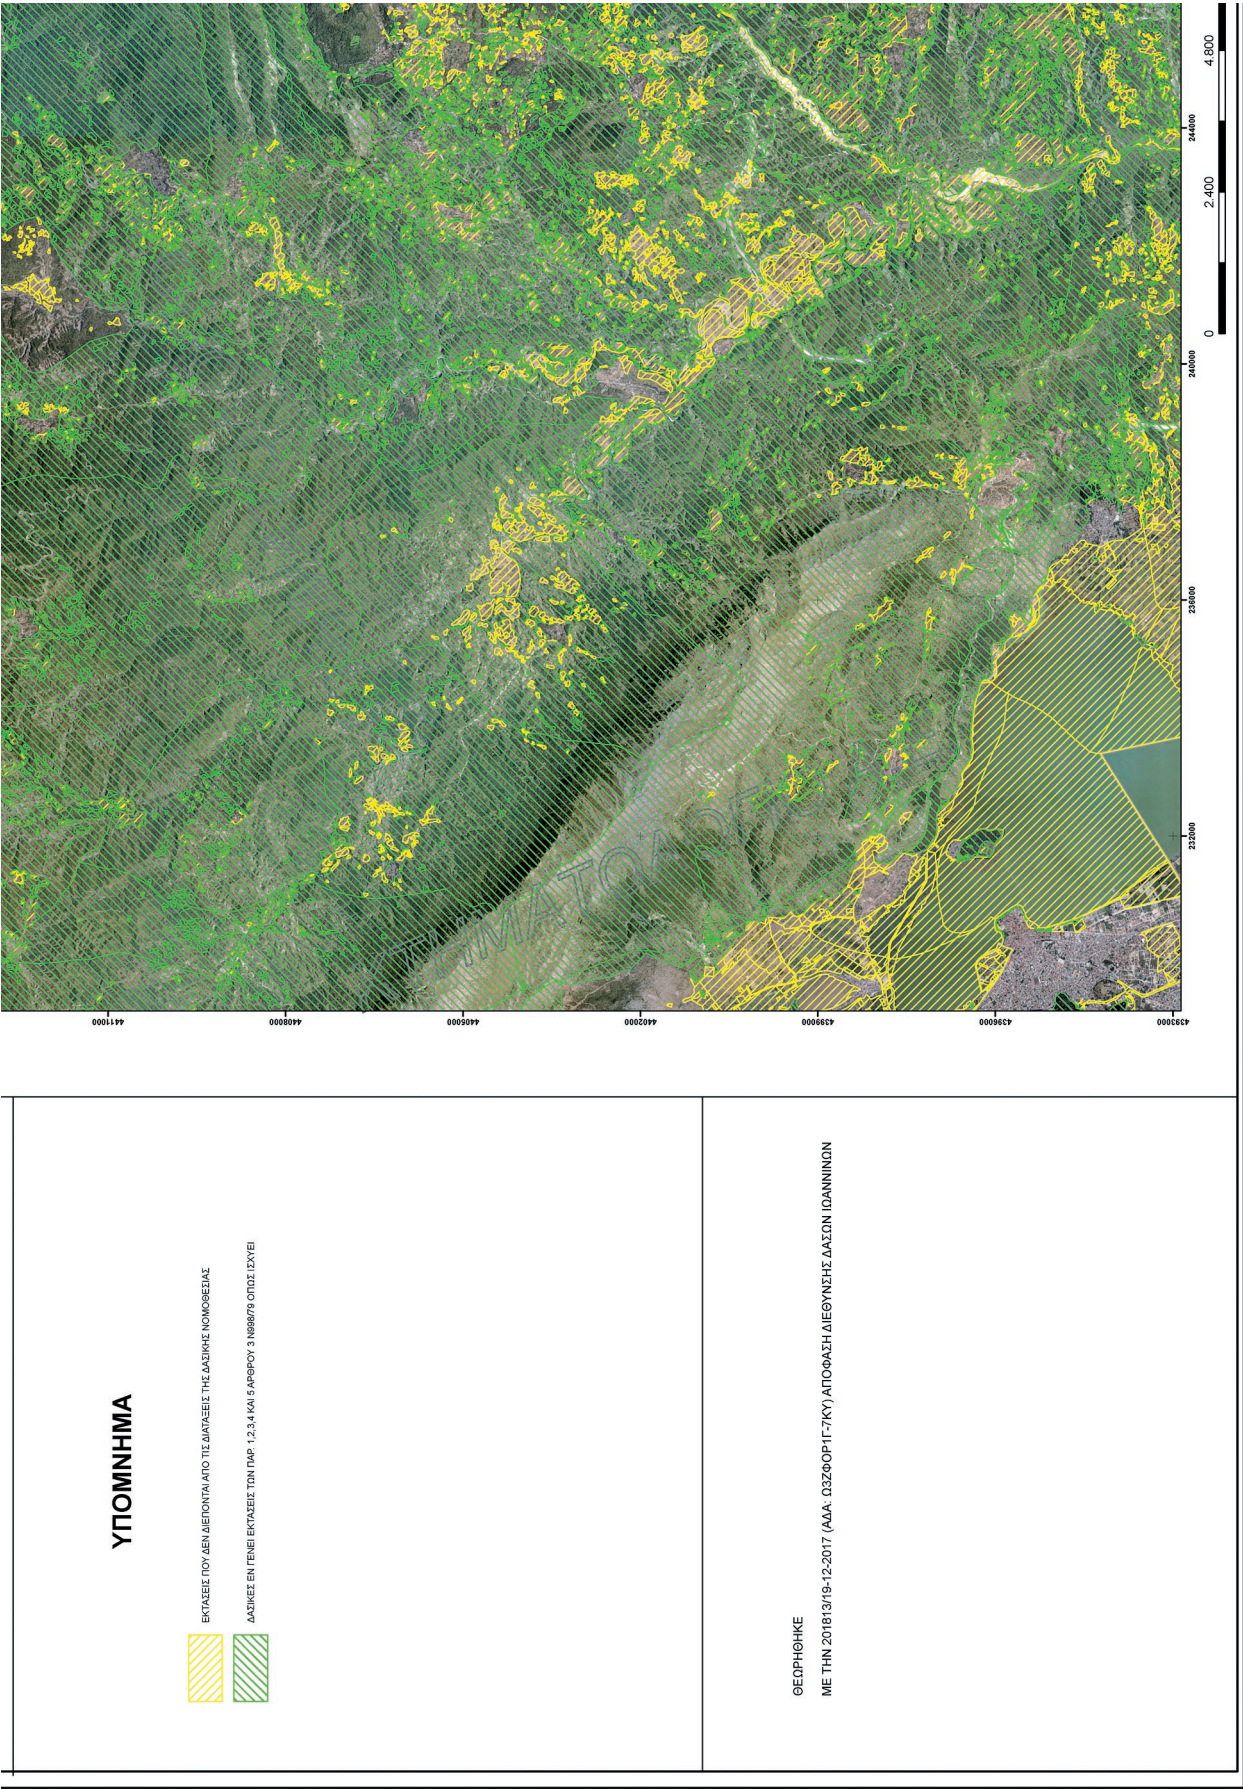 4.800
2.400
0
244000
240000
236000
232000
4411000
4408000
4405000
4402000
4399000
4396000
4393000
ΥΠΟΜΝΗΜΑ
ΕΚΤΑΣΕΙΣ ΠΟΥ ΔΕΝ ΔΙΕΠΟΝΤΑΙ ΑΠΟ ΤΙΣ ΔΙΑΤΑΞΕΙΣ ΤΗΣ ΔΑΣΙΚΗΣ ΝΟΜΟΘΕΣΙΑΣ
ΔΑΣΙΚΕΣ ΕΝ ΓΕΝΕΙ ΕΚΤΑΣΕΙΣ ΤΩΝ ΠΑΡ. 1,2,3,4 ΚΑΙ 5 ΑΡΘΡΟΥ 3 Ν998/79 ΟΠΩΣ ΙΣΧΥΕΙ
ΘΕΩΡΗΘΗΚΕ
ΜΕ ΤΗΝ 201813/19-12-2017 (ΑΔΑ: Ω3ΖΦΟΡ1Γ-7ΚΥ) ΑΠΟΦΑΣΗ ΔΙΕΘΥΝΣΗΣ ΔΑΣΩΝ ΙΩΑΝΝΙΝΩΝ